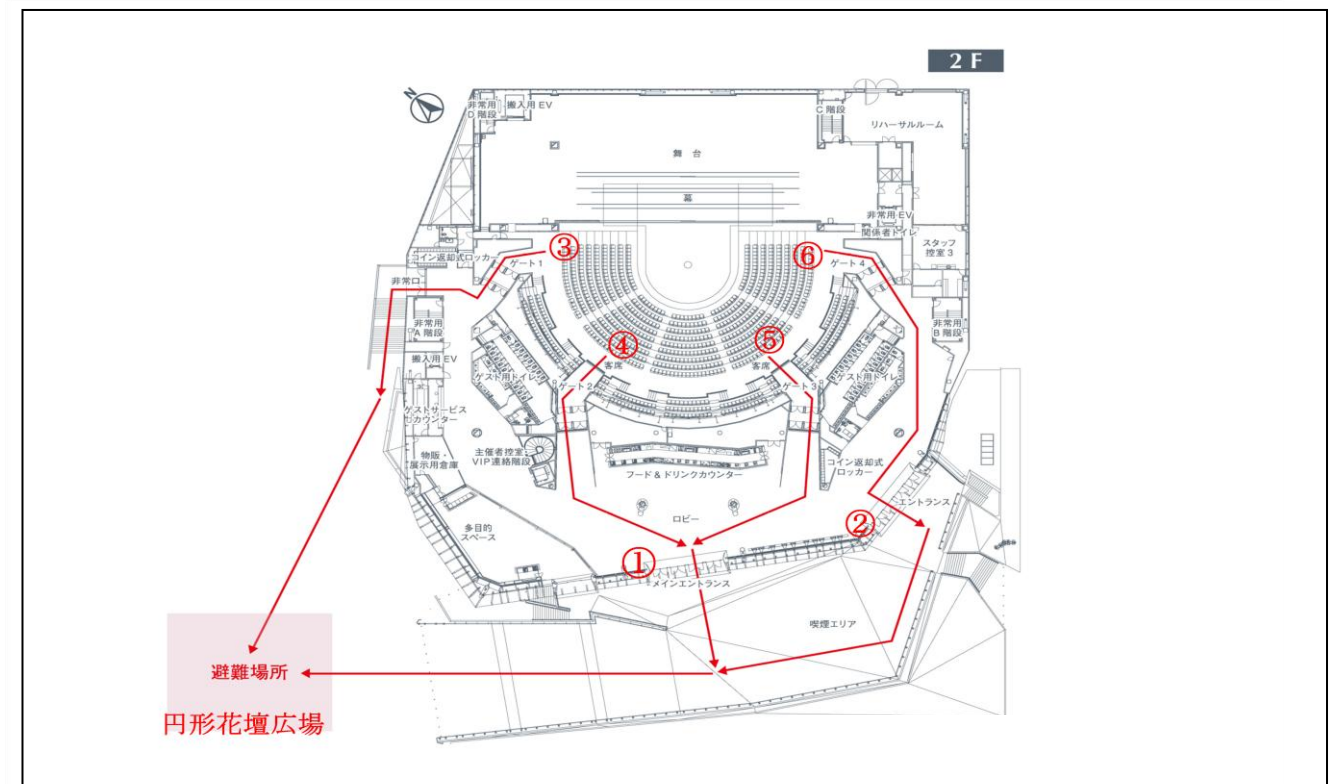 2 F
N
非常用
D 階段
搬入用 EV
C 階段
リハーサルルーム
舞 台
幕
非常用 EV
関係者トイレ
スタッフ
控室 3
コイン返却式ロッカー
③
ゲート 1
⑥
ゲート 4
非常口
非常用
A 階段
非常用
B 階段
搬入用 EV
④
客席
⑤
客席
ゲスト用トイレ
ゲート 2
ゲート 3
ゲスト用トイレ
ゲストサービス
カウンター
物販・
展示用倉庫
主催者控室
VIP 連絡階段
フード & ドリンクカウンター
コイン返却式
ロッカー
エントランス
ロビー
②
多目的
スペース
①
メインエントランス
喫煙エリア
避難場所
円形花壇広場